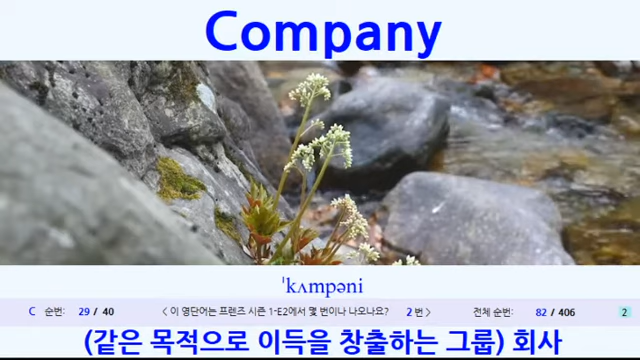 Company
ˈkʌmpəni
C 순번: 29 / 40 < 이 영단어는 프렌즈 시즌 1-E2에서 몇 번이나 나오나요? 2 번 > 전체 순번: 82 / 406 2
(같은 목적으로 이득을 창출하는 그룹) 회사